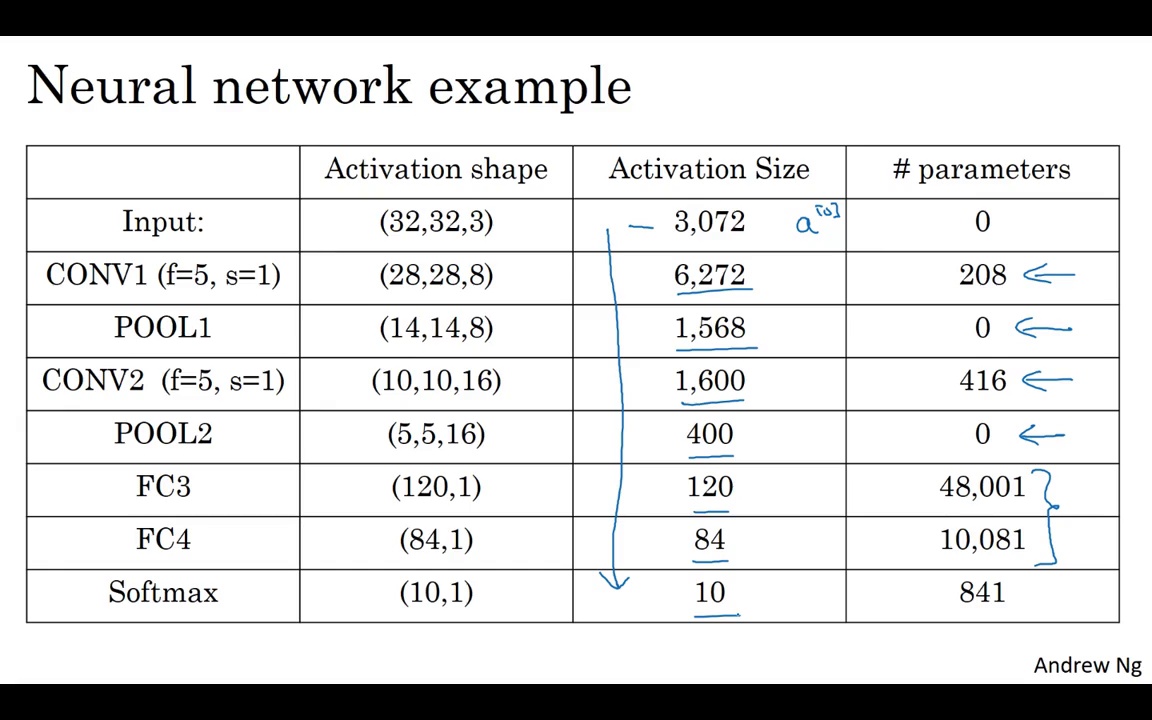 Neural network example
Activation shape Activation Size # parameters
Input: (32,32,3) 3,072 a[0] 0
CONV1 (f=5, s=1) (28,28,8) 6,272 208
POOL1 (14,14,8) 1,568 0
CONV2 (f=5, s=1) (10,10,16) 1,600 416
POOL2 (5,5,16) 400 0
FC3 (120,1) 120 48,001
FC4 (84,1) 84 10,081
Softmax (10,1) 10 841
Andrew Ng